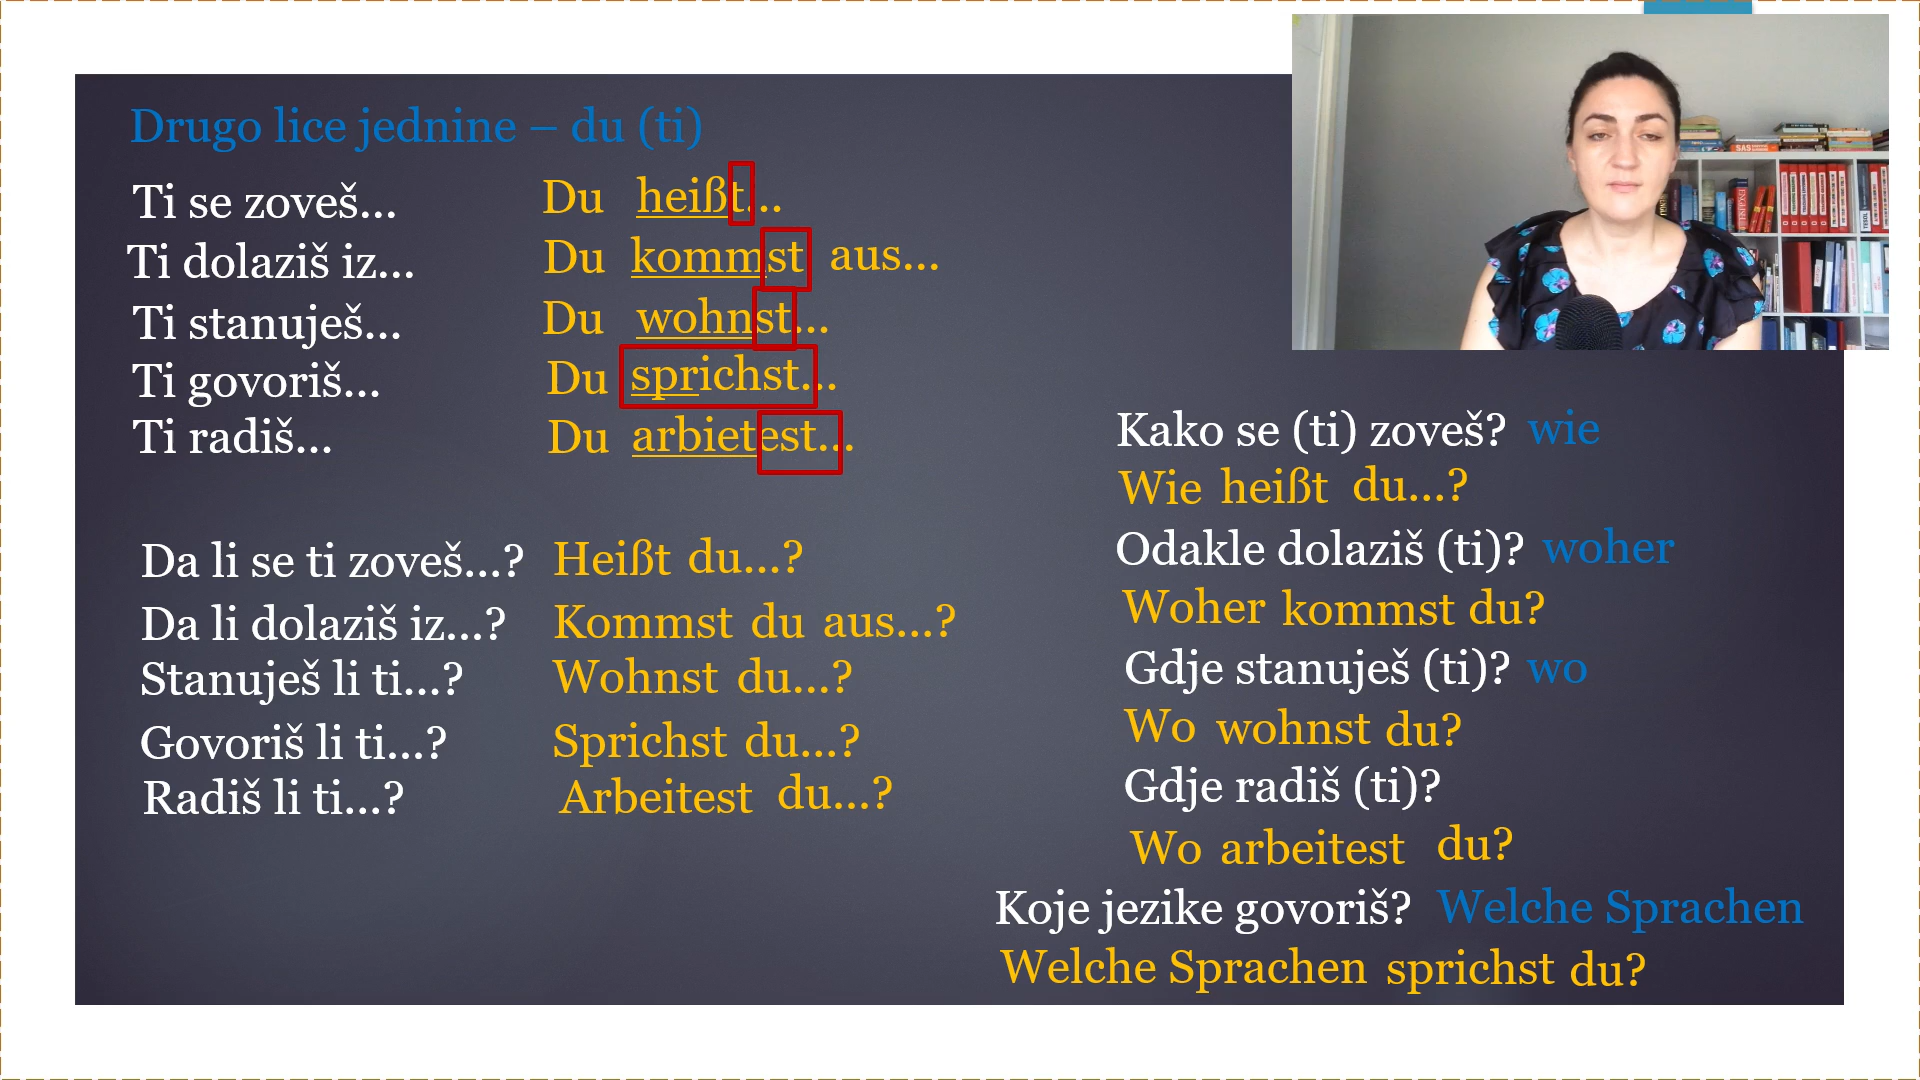 Drugo lice jednine – du (ti)
Ti se zoveš... Du heißt...
Ti dolaziš iz... Du kommst aus...
Ti stanuješ... Du wohnst...
Ti govoriš... Du sprichst...
Ti radiš... Du arbietest...
Da li se ti zoveš...? Heißt du...?
Da li dolaziš iz...? Kommst du aus...?
Stanuješ li ti...? Wohnst du...?
Govoriš li ti...? Sprichst du...?
Radiš li ti...? Arbeitest du...?
Kako se (ti) zoveš? wie
Wie heißt du...?
Odakle dolaziš (ti)? woher
Woher kommst du?
Gdje stanuješ (ti)? wo
Wo wohnst du?
Gdje radiš (ti)?
Wo arbeitest du?
Koje jezike govoriš? Welche Sprachen
Welche Sprachen sprichst du?